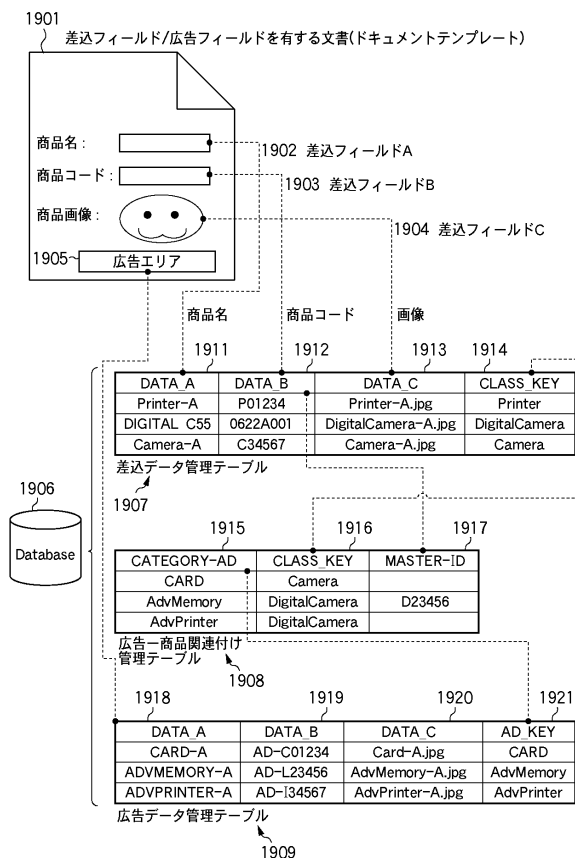 1901
差込フィールド/広告フィールドを有する文書(ドキュメントテンプレート)
商品名:
1902 差込フィールドA
商品コード:
1903 差込フィールドB
商品画像:
1904 差込フィールドC
1905
広告エリア
商品名
商品コード
画像
1911 1912 1913 1914
DATA_A DATA_B DATA_C CLASS_KEY
Printer-A P01234 Printer-A.jpg Printer
DIGITAL C55 0622A001 DigitalCamera-A.jpg DigitalCamera
Camera-A C34567 Camera-A.jpg Camera
差込データ管理テーブル
1907
1906
Database
1915 1916 1917
CATEGORY-AD CLASS_KEY MASTER-ID
CARD Camera
AdvMemory DigitalCamera D23456
AdvPrinter DigitalCamera
広告ー商品関連付け
管理テーブル
1908
1918 1919 1920 1921
DATA_A DATA_B DATA_C AD_KEY
CARD-A AD-C01234 Card-A.jpg CARD
ADVMEMORY-A AD-L23456 AdvMemory-A.jpg AdvMemory
ADVPRINTER-A AD-I34567 AdvPrinter-A.jpg AdvPrinter
広告データ管理テーブル
1909